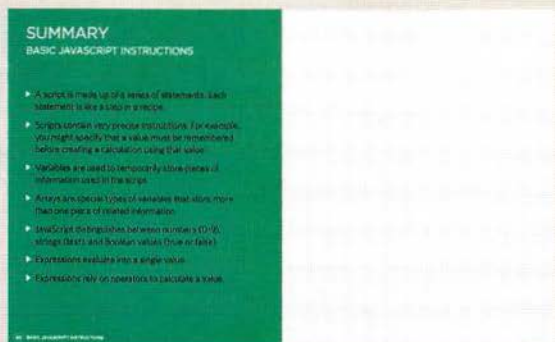 SUMMARY
BASIC JAVASCRIPT INSTRUCTIONS
A script is made up of a series of statements. Each
statement is like a step in a recipe.
Scripts contain very precise instructions. For example,
you might specify that a value must be remembered
before creating a calculation using that value.
Variables are used to temporarily store pieces of
information used in the script.
Arrays are special types of variables that store more
than one piece of related information.
JavaScript distinguishes between numbers (0-9),
strings (text), and Boolean values (true or false).
Expressions evaluate into a single value.
Expressions rely on operators to calculate a value.
BASIC JAVASCRIPT INSTRUCTIONS